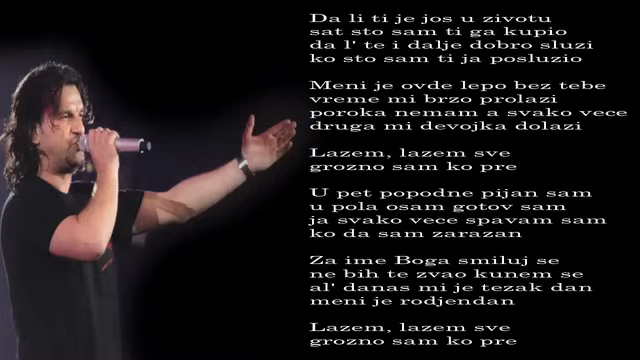 Da li ti je jos u zivotu
sat sto sam ti ga kupio
da l' te i dalje dobro sluzi
ko sto sam ti ja posluzio
Meni je ovde lepo bez tebe
vreme mi brzo prolazi
poroka nemam a svako vece
druga mi devojka dolazi
Lazem, lazem sve
grozno sam ko pre
U pet popodne pijan sam
u pola osam gotov sam
ja svako vece spavam sam
ko da sam zarazan
Za ime Boga smiluj se
ne bih te zvao kunem se
al' danas mi je tezak dan
meni je rodjendan
Lazem, lazem sve
grozno sam ko pre